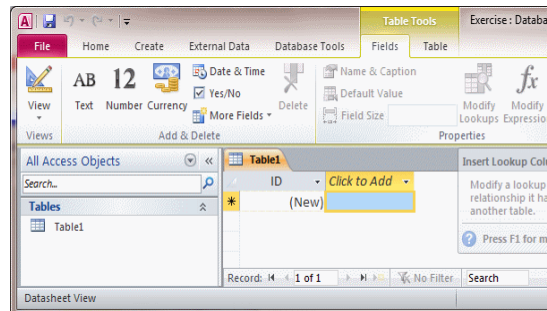 Table Tools
Exercise : Databa
File Home Create External Data Database Tools Fields Table
View
Views
AB
Text
12
Number
Currency
Date & Time
Yes/No
More Fields
Delete
Add & Delete
Name & Caption
Default Value
Field Size
Modify Lookups
fx
Modify Expressio
Properties
All Access Objects
Search...
Tables
Table1
Table1
ID Click to Add
* (New)
Insert Lookup Colu
Modify a lookup
relationship it ha
another table.
Press F1 for m
Record: 1 of 1 No Filter Search
Datasheet View